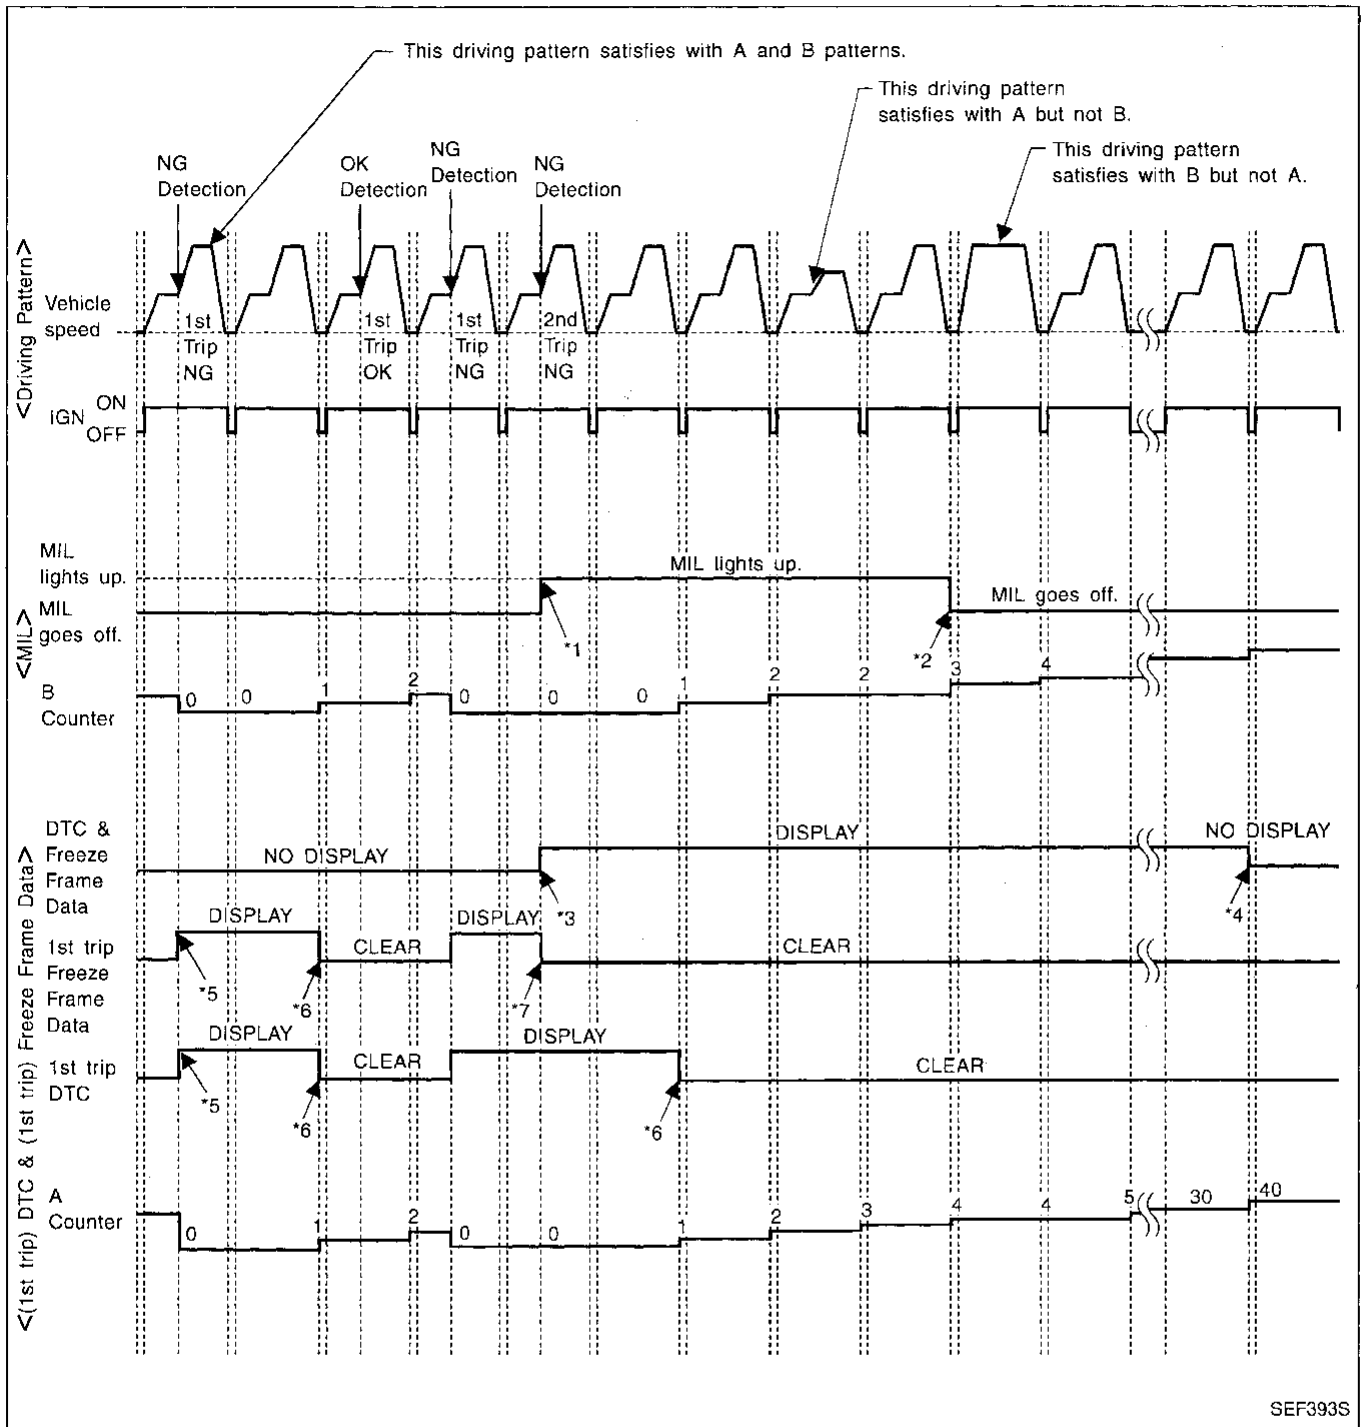 This driving pattern satisfies with A and B patterns.
This driving pattern
satisfies with A but not B.
This driving pattern
satisfies with B but not A.
NG
Detection
OK
Detection
NG
Detection
NG
Detection
<Driving Pattern>
Vehicle
speed
1st
Trip
NG
1st
Trip
OK
1st
Trip
NG
2nd
Trip
NG
IGN
ON
OFF
<MIL>
MIL
lights up.
MIL
goes off.
MIL lights up.
MIL goes off.
*1
*2
B
Counter
0 0 1 2 0 0 0 1 2 2 3 4
<(1st trip) DTC & (1st trip) Freeze Frame Data>
DTC &
Freeze
Frame
Data
NO DISPLAY
DISPLAY
NO DISPLAY
*3
*4
1st trip
Freeze
Frame
Data
DISPLAY
CLEAR
DISPLAY
CLEAR
*5
*6
*7
1st trip
DTC
DISPLAY
CLEAR
DISPLAY
CLEAR
*5
*6
*6
A
Counter
0 1 2 0 0 1 2 3 4 4 5 30 40
SEF393S